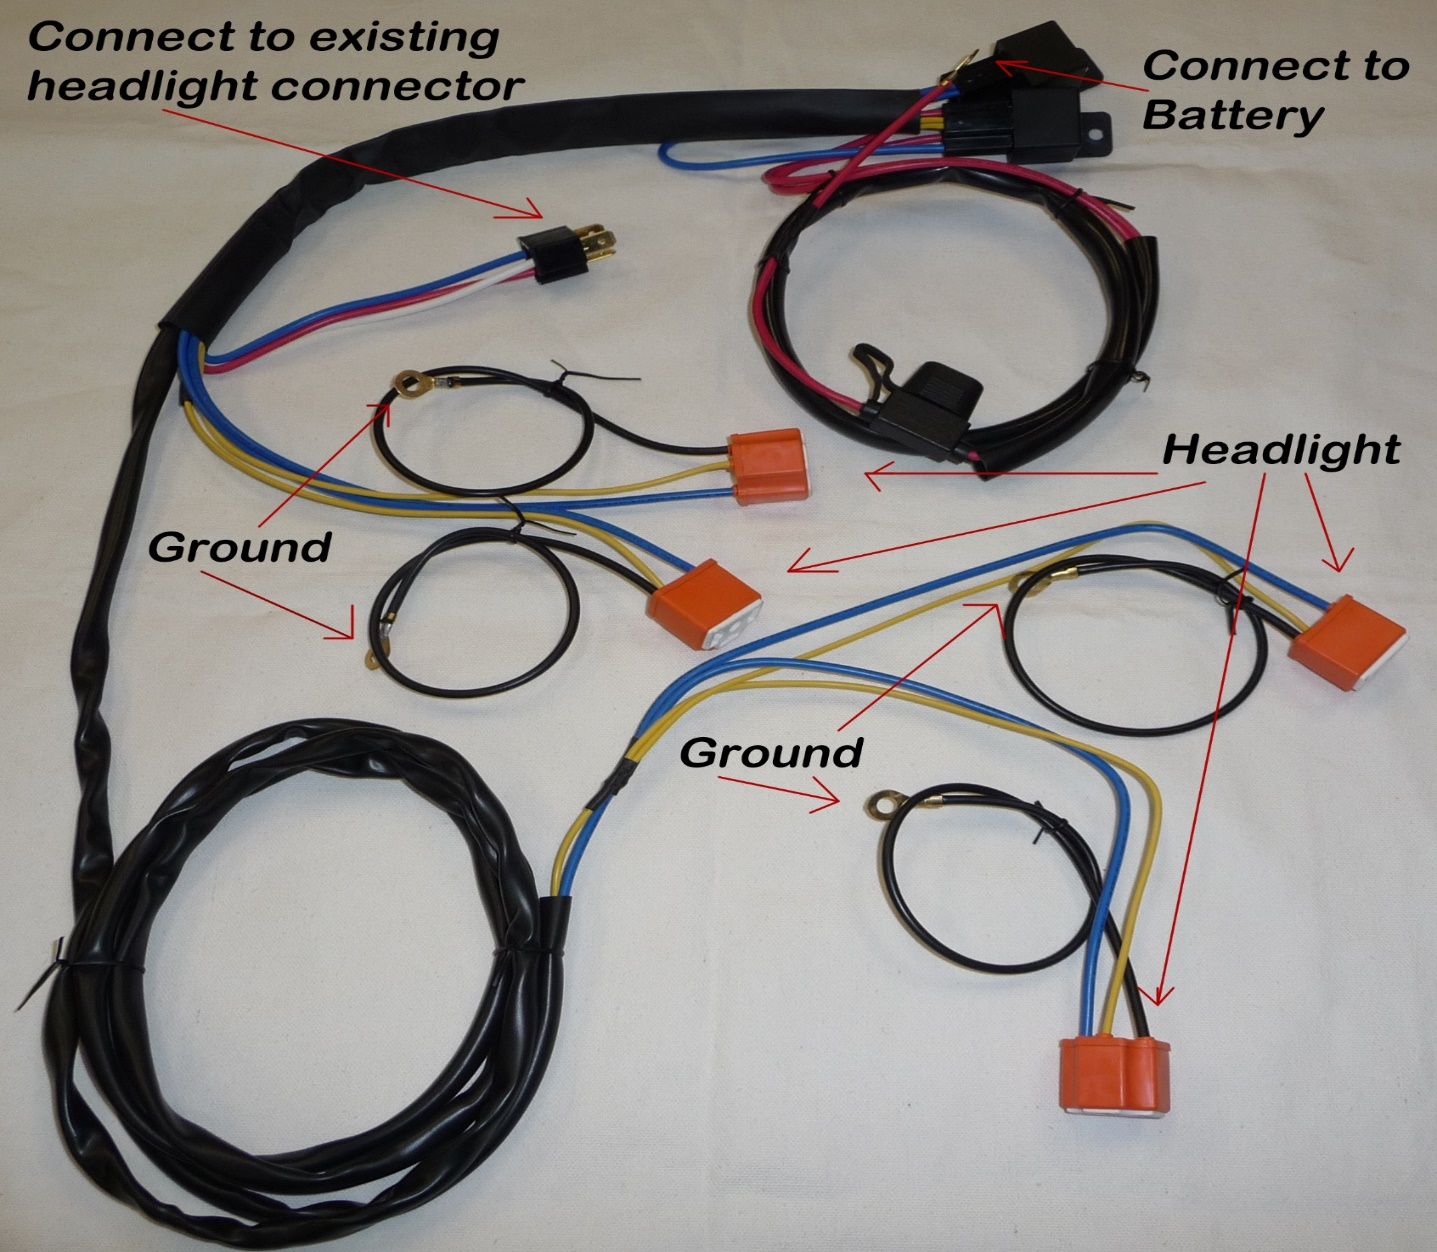 Connect to existing
headlight connector
Connect to
Battery
Headlight
Ground
Ground